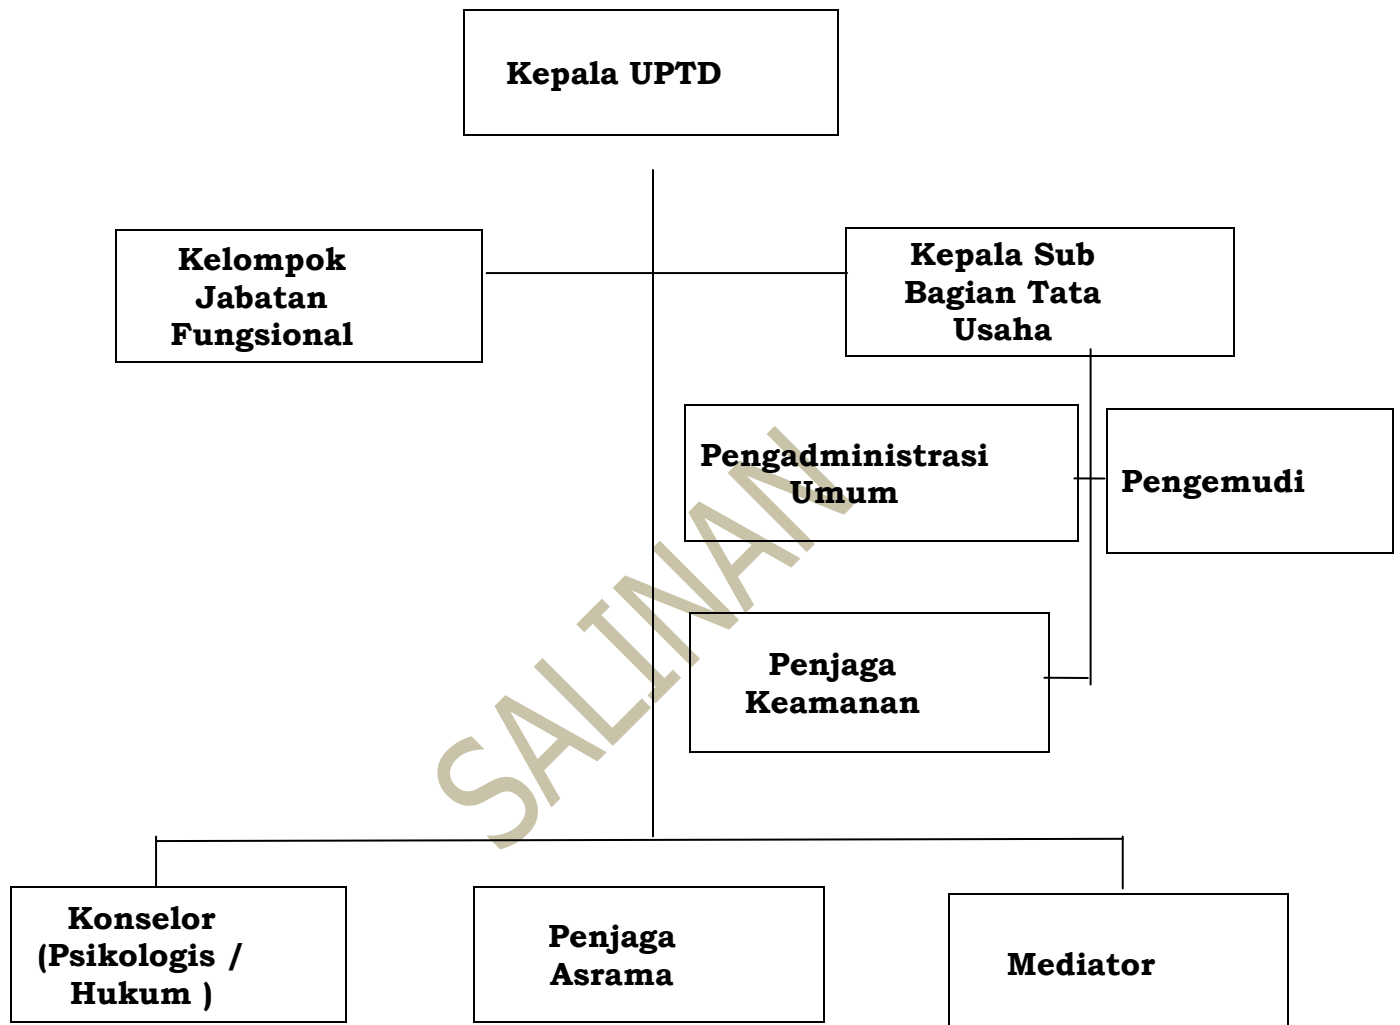 Kepala UPTD
Kelompok
Jabatan
Fungsional
Kepala Sub
Bagian Tata
Usaha
Pengadministrasi
Umum
Pengemudi
Penjaga
Keamanan
SALINAN
Konselor
(Psikologis /
Hukum )
Penjaga
Asrama
Mediator